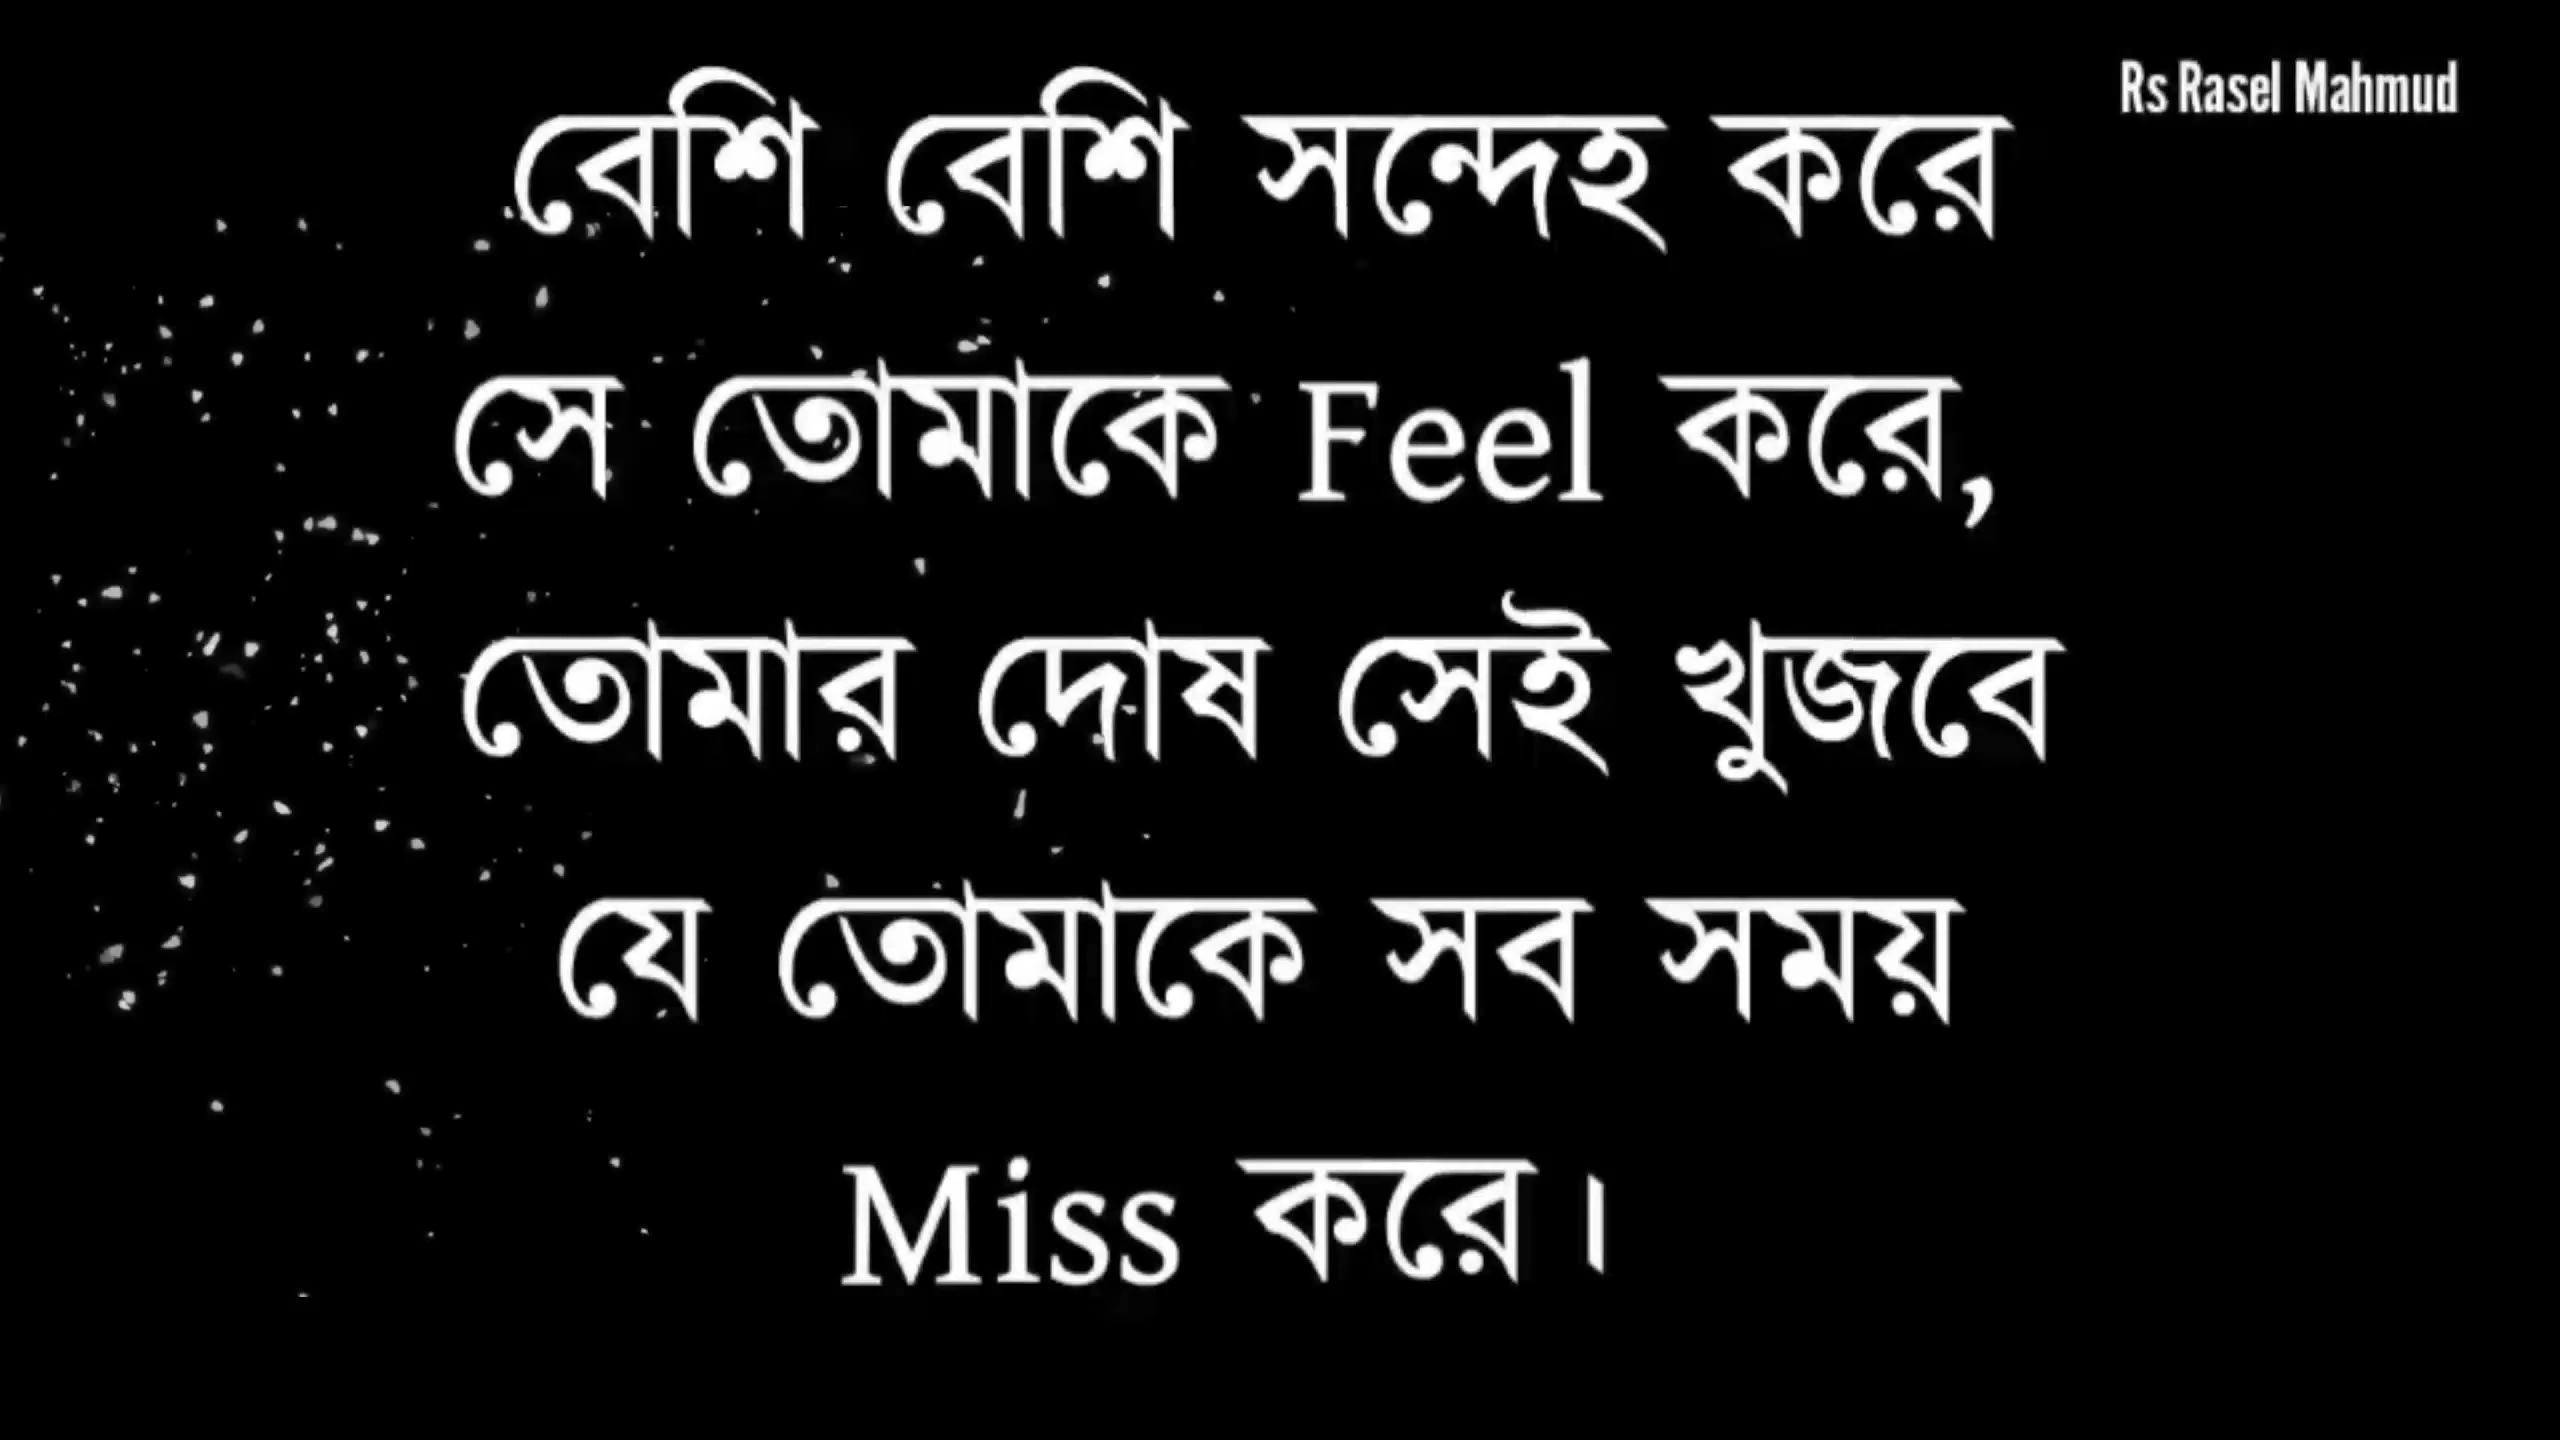 Rs Rasel Mahmud
বেশি বেশি সন্দেহ করে
সে তোমাকে Feel করে,
তোমার দোষ সেই খুজবে
যে তোমাকে সব সময়
Miss করে।